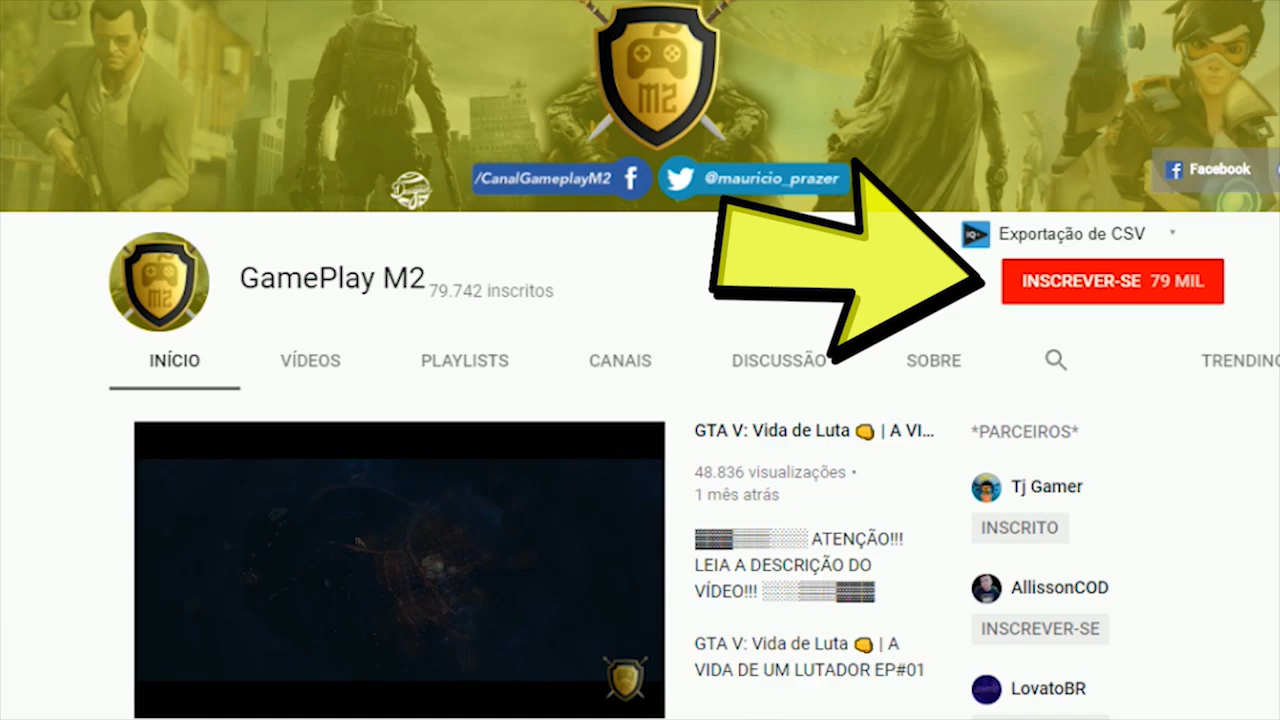 M2
/CanalGameplayM2
@mauricio_prazer
Facebook
Exportação de CSV
M2
GamePlay M2 79.742 inscritos
INSCREVER-SE 79 MIL
INÍCIO VÍDEOS PLAYLISTS CANAIS DISCUSSÃO SOBRE TRENDING
GTA V: Vida de Luta 👊 | A VI...
48.836 visualizações •
1 mês atrás
▓▓▓▒▒▒░░░ ATENÇÃO!!!
LEIA A DESCRIÇÃO DO
VÍDEO!!! ░░░▒▒▒▓▓▓
GTA V: Vida de Luta 👊 | A
VIDA DE UM LUTADOR EP#01
*PARCEIROS*
Tj Gamer
INSCRITO
AllissonCOD
INSCREVER-SE
LovatoBR